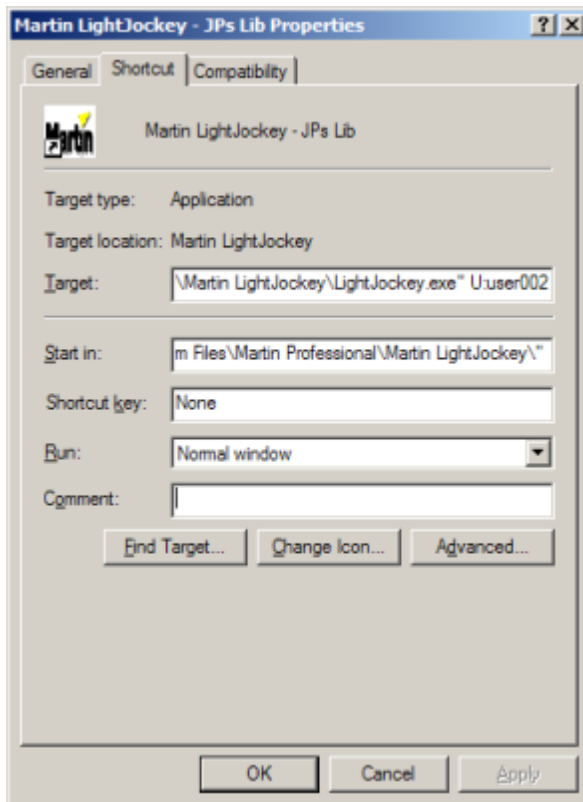 Martin LightJockey - JPs Lib Properties
General Shortcut Compatibility
Martin Martin LightJockey - JPs Lib
Target type: Application
Target location: Martin LightJockey
Target: \Martin LightJockey\LightJockey.exe" U:user002
Start in: m Files\Martin Professional\Martin LightJockey\"
Shortcut key: None
Run: Normal window
Comment:
Find Target... Change Icon... Advanced...
OK Cancel Apply